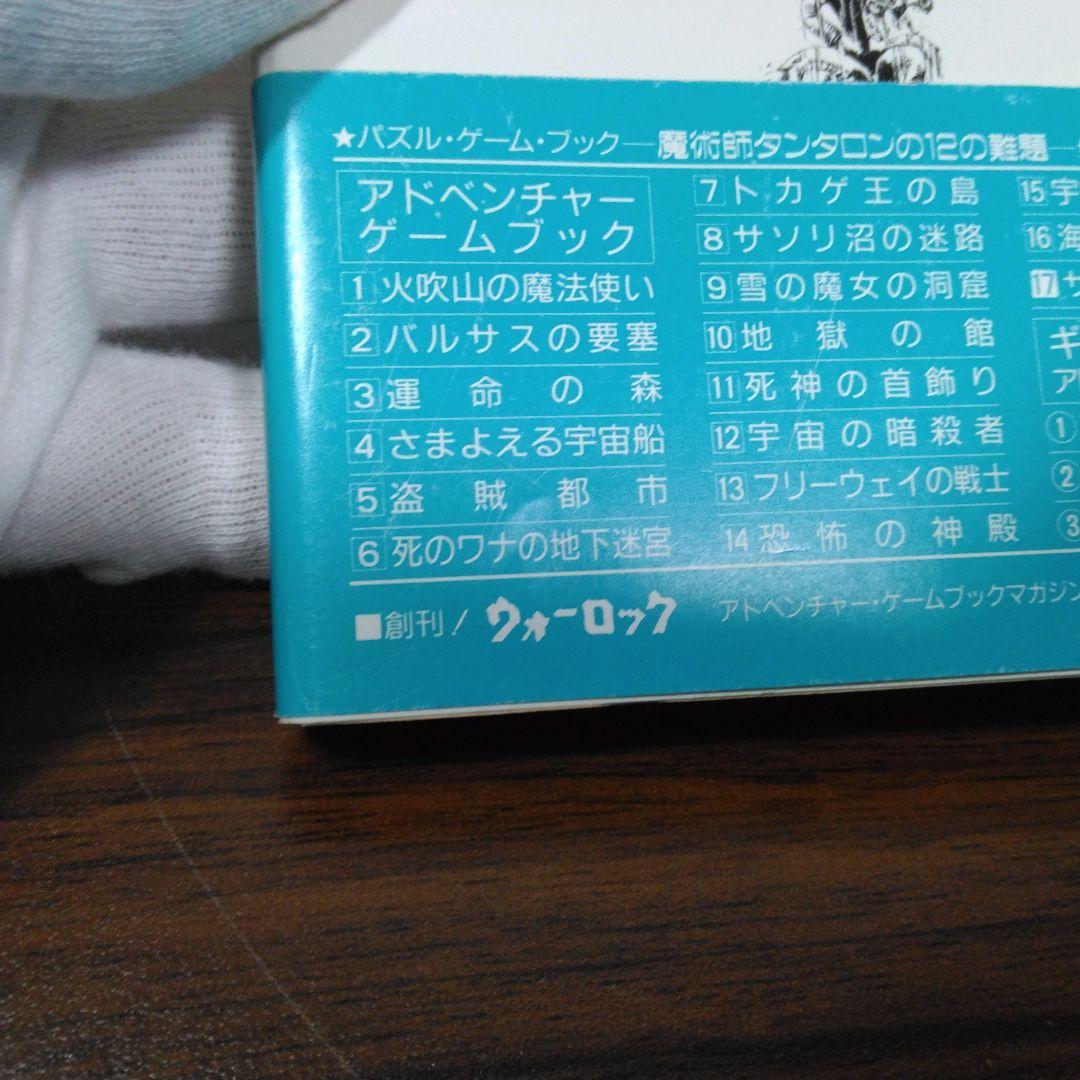 ★パズル・ゲーム・ブック―魔術師タンタロンの12の難題―
アドベンチャー
ゲームブック
1 火吹山の魔法使い
2 バルサスの要塞
3 運命の森
4 さまよえる宇宙船
5 盗賊都市
6 死のワナの地下迷宮
7 トカゲ王の島
8 サソリ沼の迷路
9 雪の魔女の洞窟
10 地獄の館
11 死神の首飾り
12 宇宙の暗殺者
13 フリーウェイの戦士
14 恐怖の神殿
15 宇
16 海
17 サ
ギ
ア
①
②
③
■創刊! ウォーロック アドベンチャー・ゲームブックマガジン